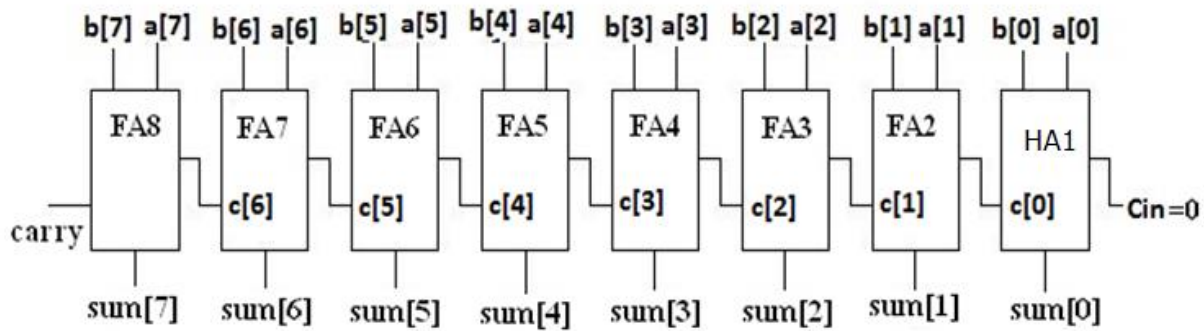 b[7] a[7] b[6] a[6] b[5] a[5] b[4] a[4] b[3] a[3] b[2] a[2] b[1] a[1] b[0] a[0]
FA8 FA7 FA6 FA5 FA4 FA3 FA2 HA1
c[6] c[5] c[4] c[3] c[2] c[1] c[0] Cin=0
carry
sum[7] sum[6] sum[5] sum[4] sum[3] sum[2] sum[1] sum[0]